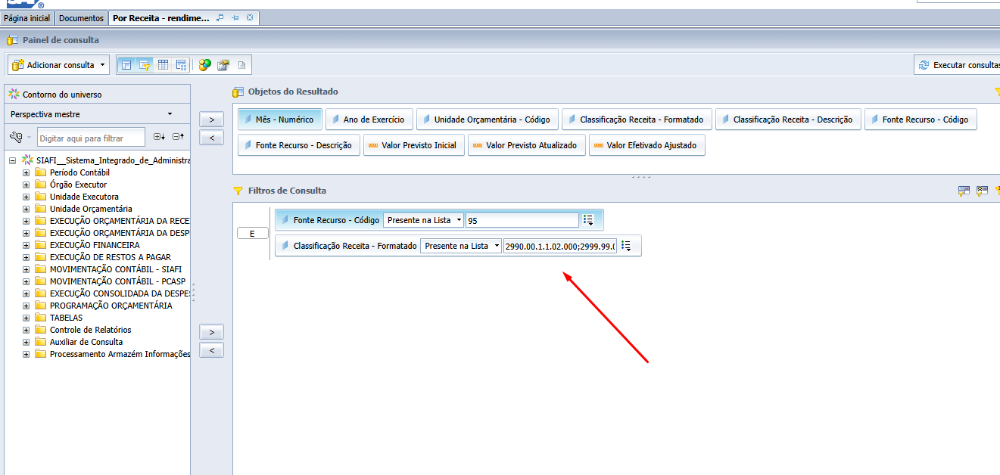 Página inicial Documentos Por Receita - rendime...
Painel de consulta
Adicionar consulta Executar consultas
Contorno do universo
Perspectiva mestre
Digitar aqui para filtrar
SIAFI__Sistema_Integrado_de_Administra
Período Contábil
Órgão Executor
Unidade Executora
Unidade Orçamentária
EXECUÇÃO ORÇAMENTÁRIA DA RECE
EXECUÇÃO ORÇAMENTÁRIA DA DESP
EXECUÇÃO FINANCEIRA
EXECUÇÃO DE RESTOS A PAGAR
MOVIMENTAÇÃO CONTÁBIL - SIAFI
MOVIMENTAÇÃO CONTÁBIL - PCASP
EXECUÇÃO CONSOLIDADA DA DESPE
PROGRAMAÇÃO ORÇAMENTÁRIA
TABELAS
Controle de Relatórios
Auxiliar de Consulta
Processamento Armazém Informações
>
<
>
<
Objetos do Resultado
Mês - Numérico Ano de Exercício Unidade Orçamentária - Código Classificação Receita - Formatado Classificação Receita - Descrição Fonte Recurso - Código
Fonte Recurso - Descrição Valor Previsto Inicial Valor Previsto Atualizado Valor Efetivado Ajustado
Filtros de Consulta
E
Fonte Recurso - Código Presente na Lista 95
Classificação Receita - Formatado Presente na Lista 2990.00.1.1.02.000;2999.99.0